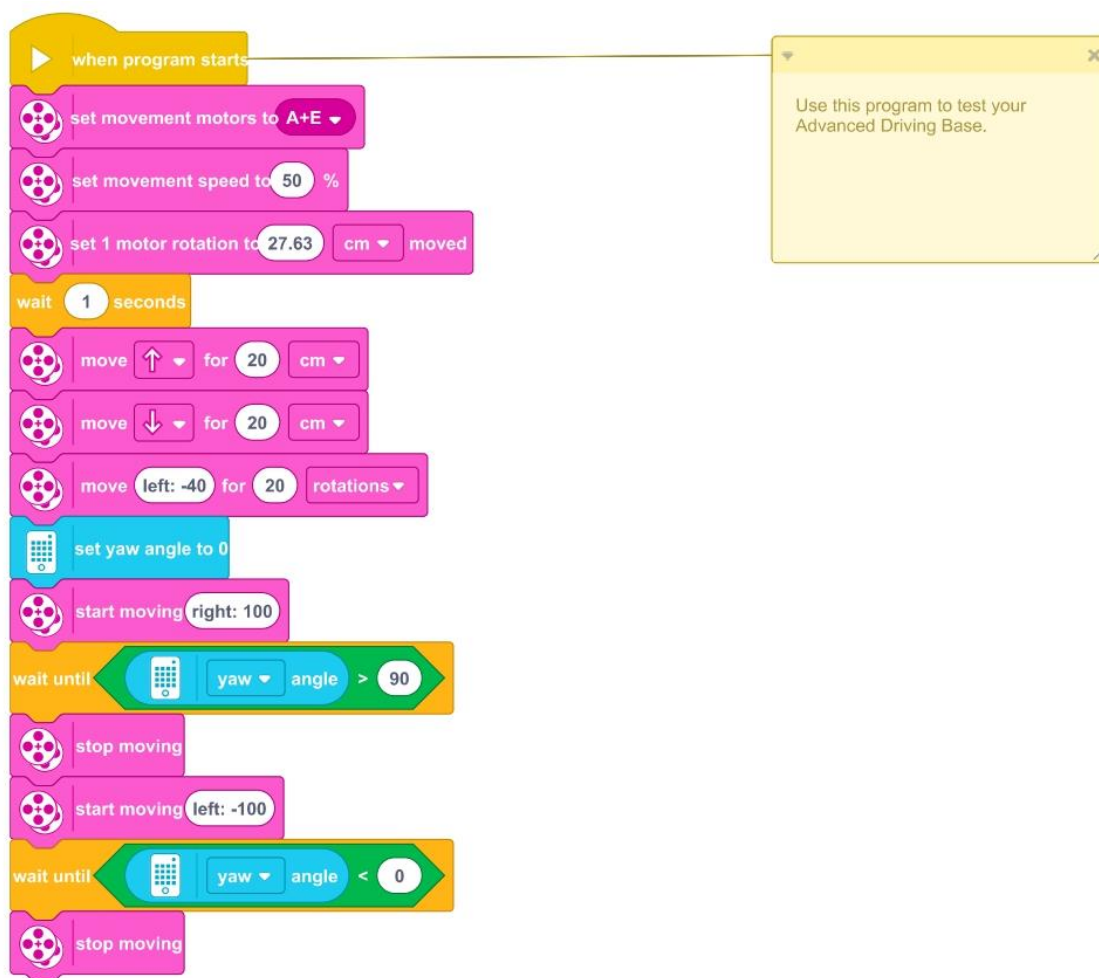 when program starts
Use this program to test your
Advanced Driving Base.
set movement motors to A+E
set movement speed to 50 %
set 1 motor rotation to 27.63 cm moved
wait 1 seconds
move for 20 cm
move for 20 cm
move left: -40 for 20 rotations
set yaw angle to 0
start moving right: 100
wait until yaw angle > 90
stop moving
start moving left: -100
wait until yaw angle < 0
stop moving